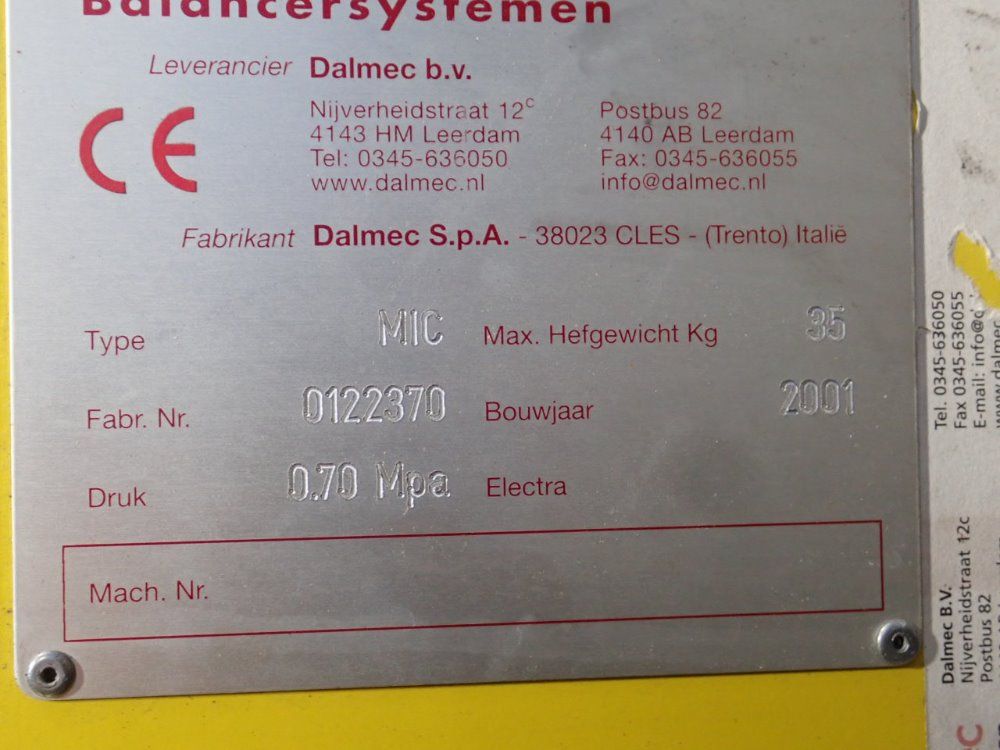 Balancersystemen
Leverancier Dalmec b.v.
CE
Nijverheidstraat 12c
4143 HM Leerdam
Tel: 0345-636050
www.dalmec.nl
Postbus 82
4140 AB Leerdam
Fax: 0345-636055
info@dalmec.nl
Fabrikant Dalmec S.p.A. - 38023 CLES - (Trento) Italië
Type MIC Max. Hefgewicht Kg 35
Fabr. Nr. 0122370 Bouwjaar 2001
Druk 0.70 Mpa Electra
Mach. Nr.
Tel. 0345-636050
Fax 0345-636055
E-mail: info@d
Dalmec B.V.
Nijverheidstraat 12c
Postbus 82